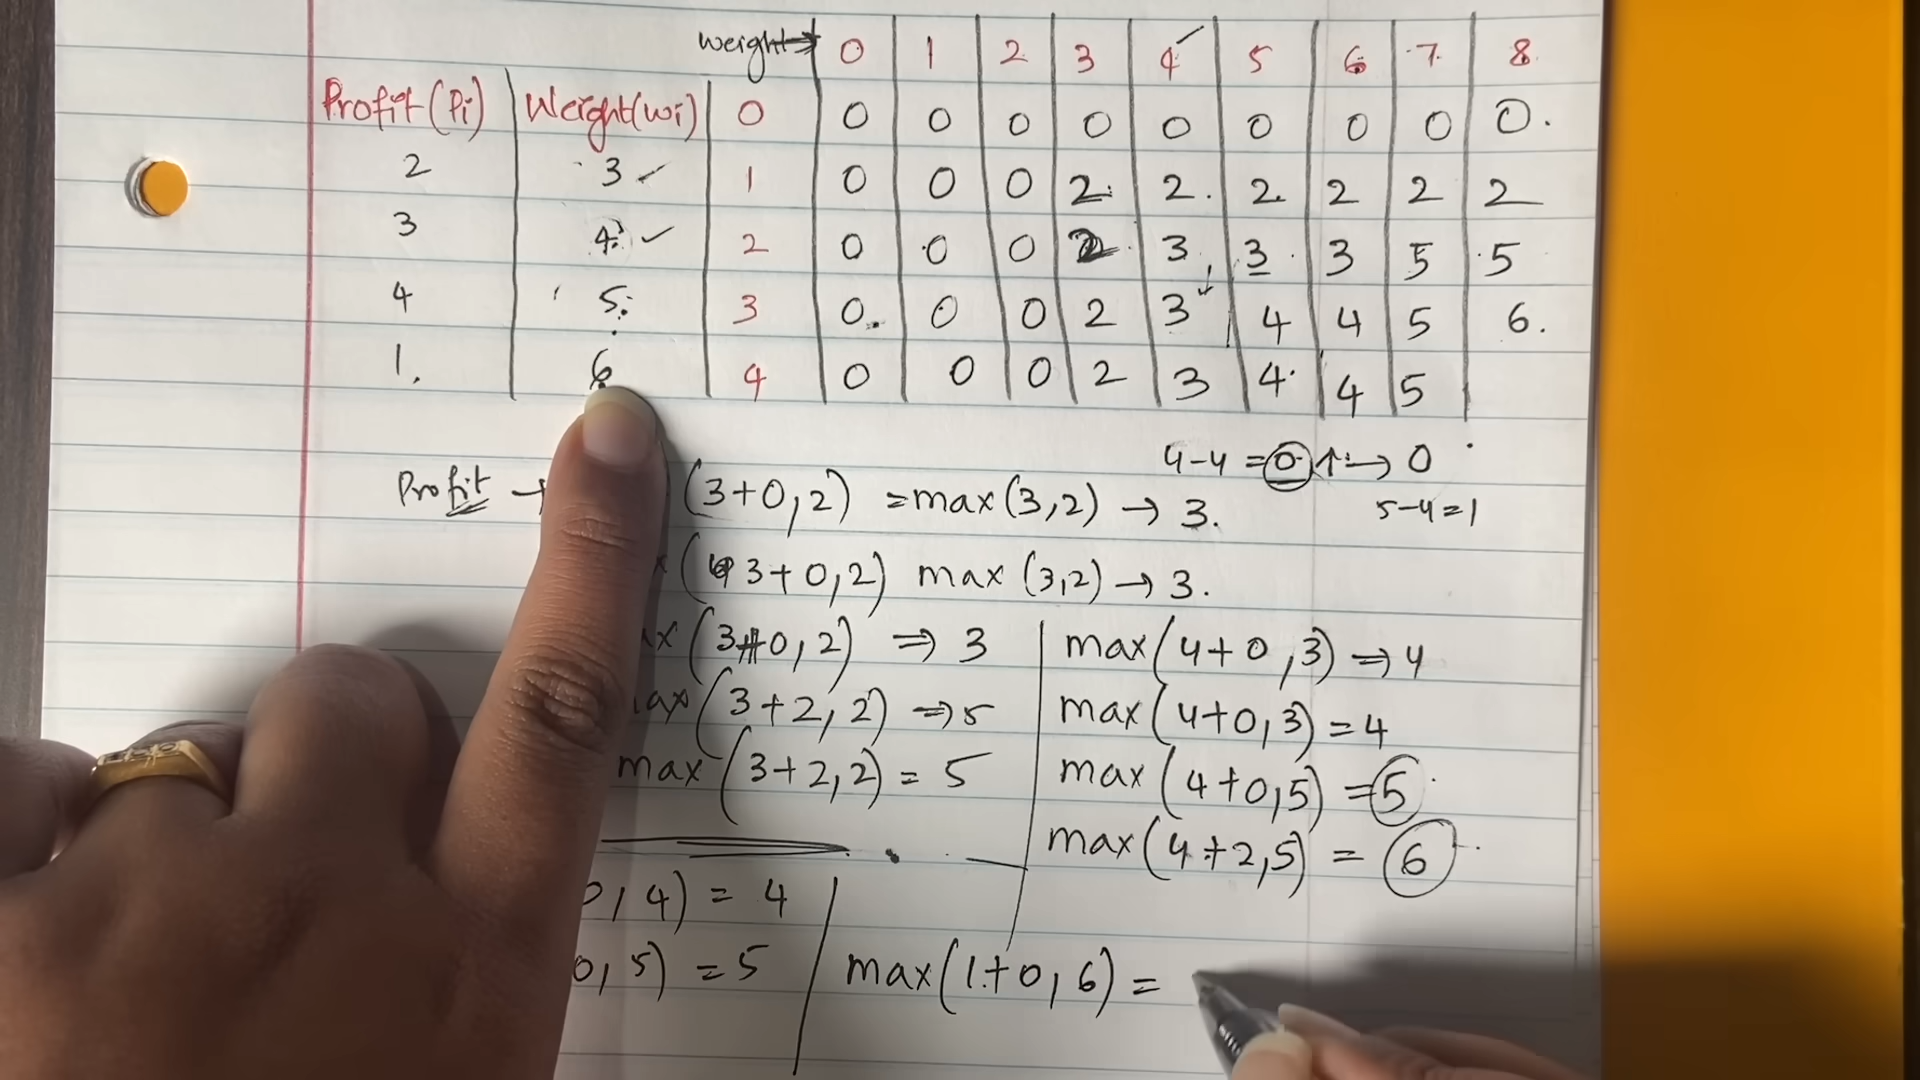 weight→ 0 1 2 3 4 5 6 7 8
Profit (Pi) Weight(wi) 0 0 0 0 0 0 0 0 0 0.
2 3 ✓ 1 0 0 0 2 2 2 2 2 2
3 4 ✓ 2 0 0 0 2 3 3 3 5 5
4 5 3 0 0 0 2 3 4 4 5 6.
1. 6 4 0 0 0 2 3 4 4 5
4-4 = 0 ↑ → 0
5-4=1
Profit → (3+0,2) =max(3,2) → 3.
(3+0,2) max (3,2) → 3.
(3+0,2) ⇒ 3
(3+2,2) ⇒ 5
max (3+2,2) = 5
max(4+0,3) ⇒ 4
max(4+0,3) = 4
max(4+0,5) = 5
max(4+2,5) = 6
,4) = 4
0,5) = 5
max(1+0,6) =